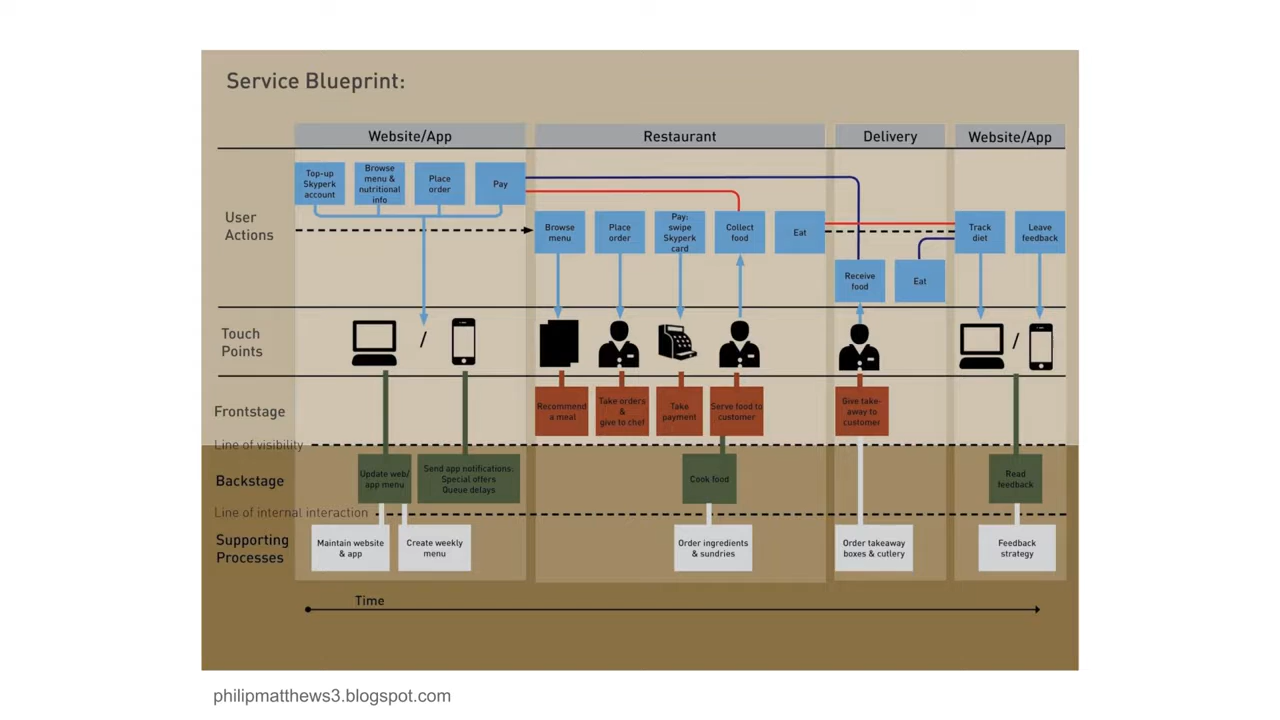 Service Blueprint:
Website/App
Restaurant
Delivery
Website/App
User
Actions
Top-up
Skyperk
account
Browse
menu &
nutritional
info
Place
order
Pay
Browse
menu
Place
order
Pay:
swipe
Skyperk
card
Collect
food
Eat
Receive
food
Eat
Track
diet
Leave
feedback
Touch
Points
/
/
Frontstage
Recommend
a meal
Take orders
&
give to chef
Take
payment
Serve food to
customer
Give take-
away to
customer
Line of visibility
Backstage
Update web/
app menu
Send app notifications:
Special offers
Queue delays
Cook food
Read
feedback
Line of internal interaction
Supporting
Processes
Maintain website
& app
Create weekly
menu
Order ingredients
& sundries
Order takeaway
boxes & cutlery
Feedback
strategy
Time
philipmatthews3.blogspot.com